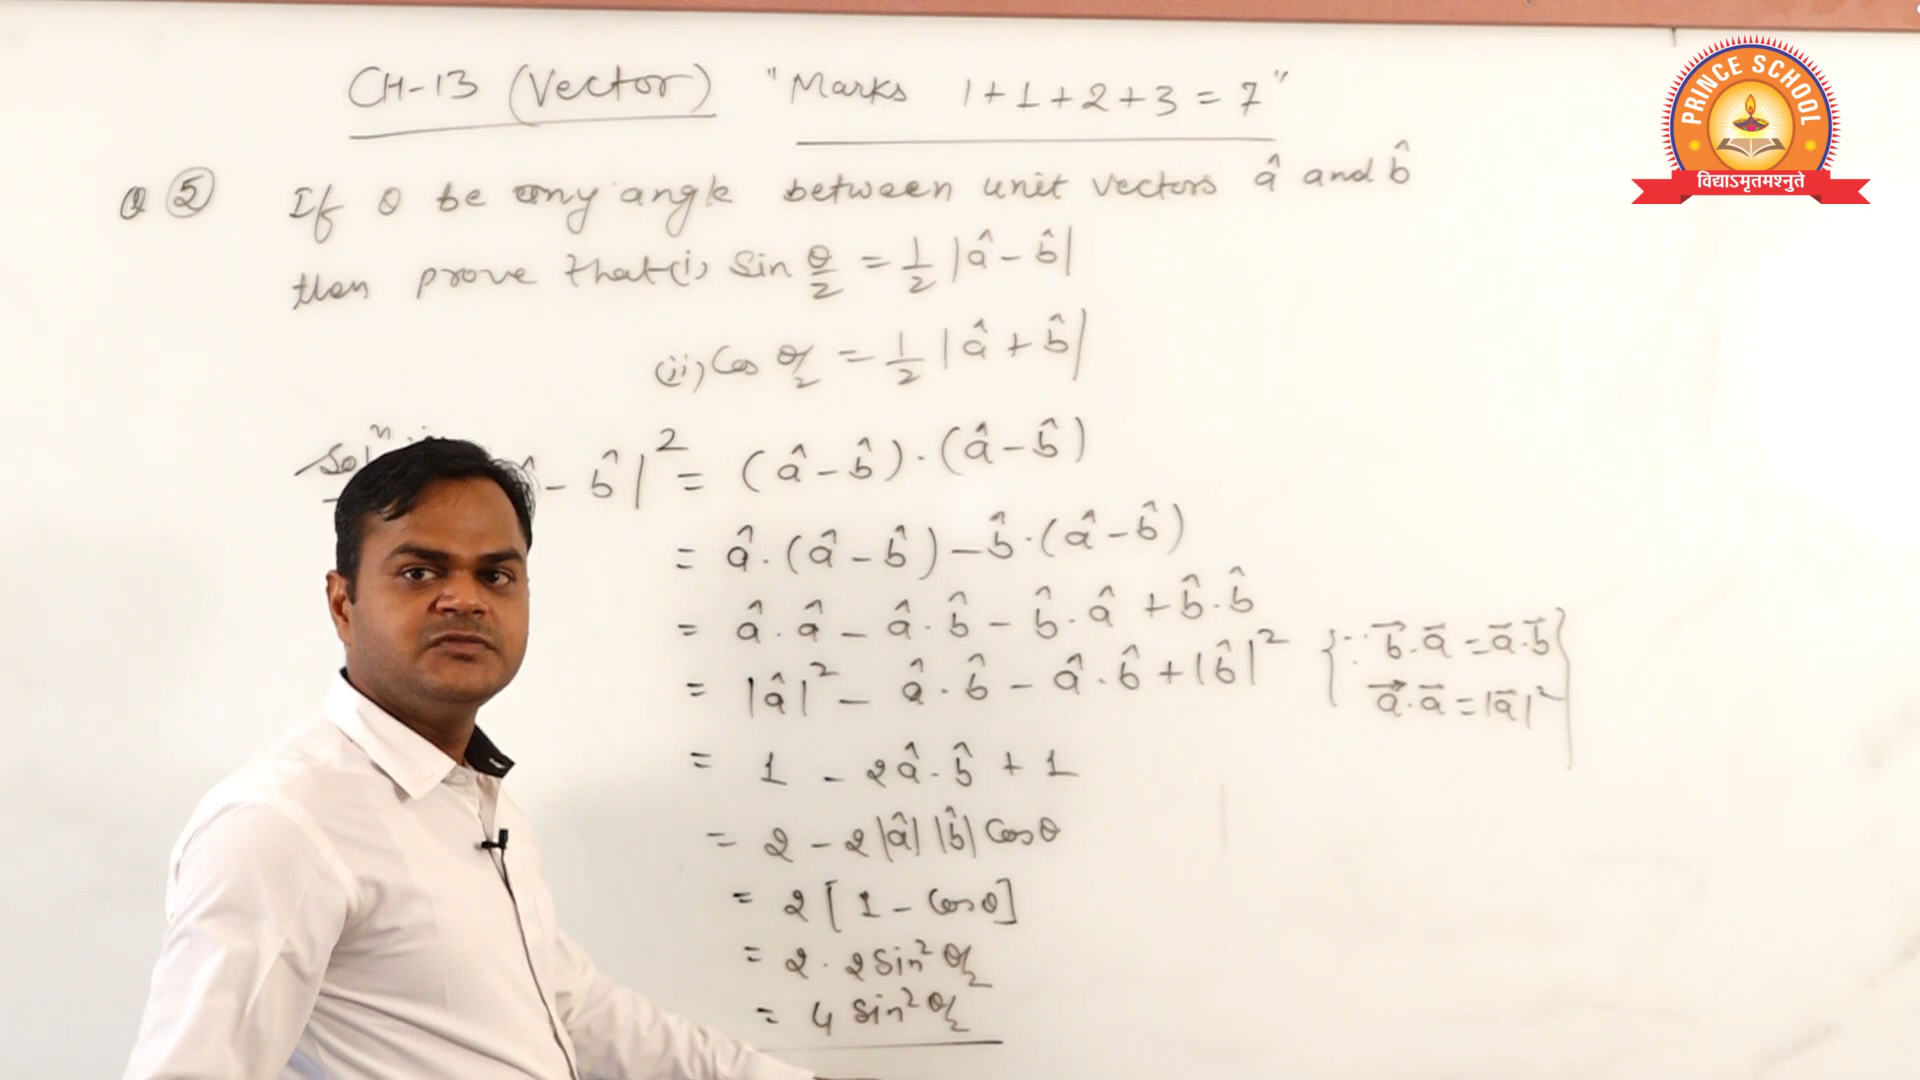 CH-13 (Vector) "Marks 1+1+2+3=7"
PRINCE SCHOOL
विद्याऽमृतमश्नुते
Q ⑤ If θ be any angle between unit vectors â and b̂
then prove that (i) Sin θ/2 = 1/2 |â - b̂|
(ii) Cos θ/2 = 1/2 |â + b̂|
Solⁿ - b̂|² = (â - b̂) . (â - b̂)
= â . (â - b̂) - b̂ . (â - b̂)
= â . â - â . b̂ - b̂ . â + b̂ . b̂
= |â|² - â . b̂ - â . b̂ + |b̂|² {∵ b⃗ . a⃗ = a⃗ . b⃗
a⃗ . a⃗ = |a⃗|² }
= 1 - 2â . b̂ + 1
= 2 - 2 |â| |b̂| Cos θ
= 2 [1 - Cos θ]
= 2 . 2 Sin² θ/2
= 4 Sin² θ/2